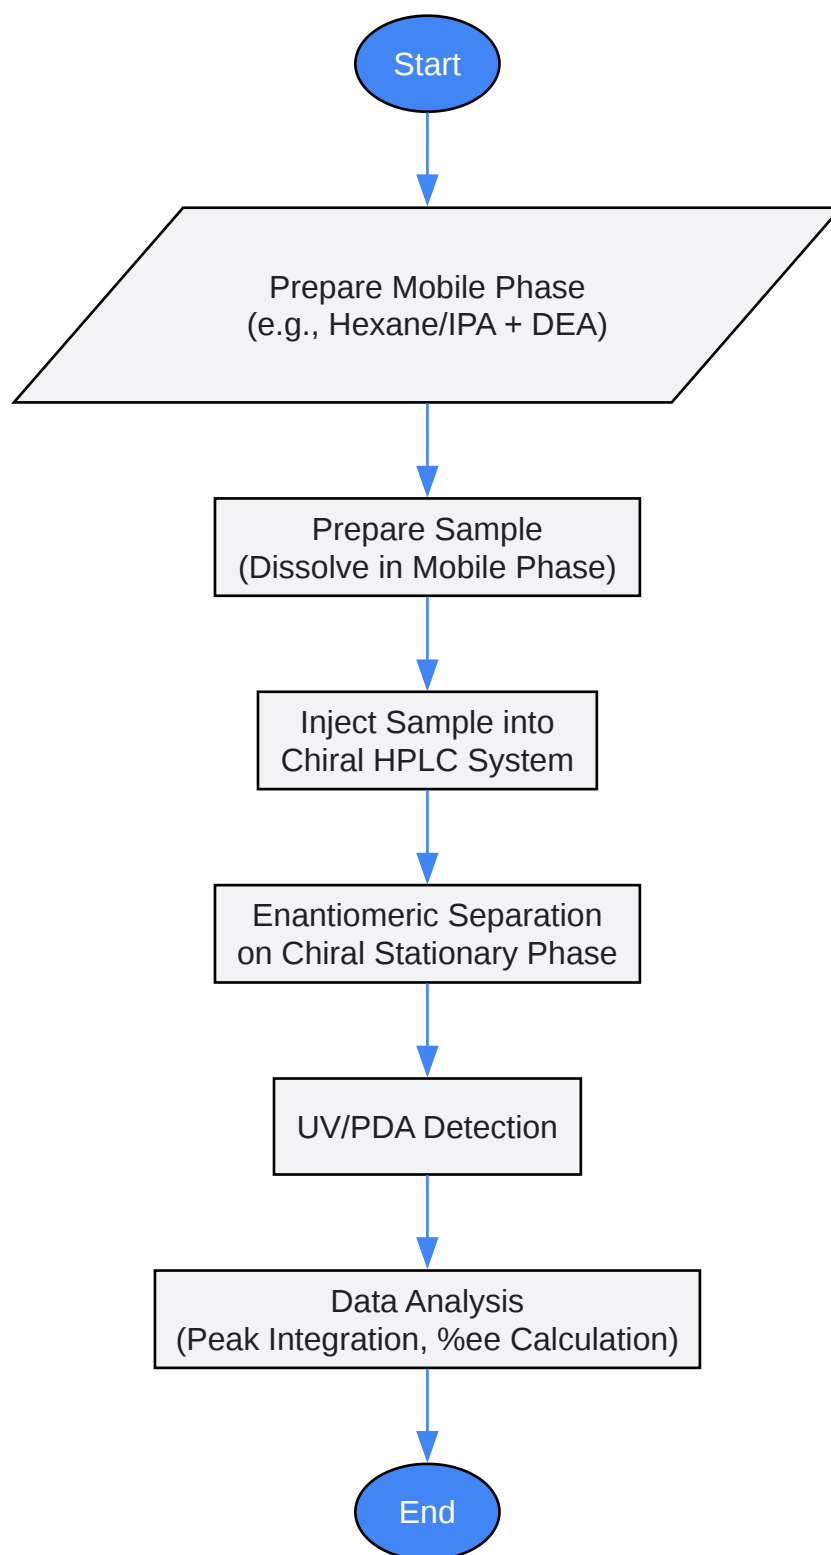 Start
Prepare Mobile Phase
(e.g., Hexane/IPA + DEA)
Prepare Sample
(Dissolve in Mobile Phase)
Inject Sample into
Chiral HPLC System
Enantiomeric Separation
on Chiral Stationary Phase
UV/PDA Detection
Data Analysis
(Peak Integration, %ee Calculation)
End